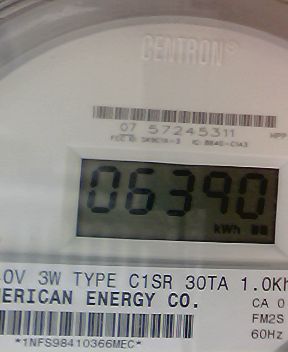 CENTRON®
07 57245311
06390
kWh
0V 3W TYPE C1SR 30TA 1.0Kh
ERICAN ENERGY CO.
CA 0
FM2S
60Hz
*1NFS98410366MEC*